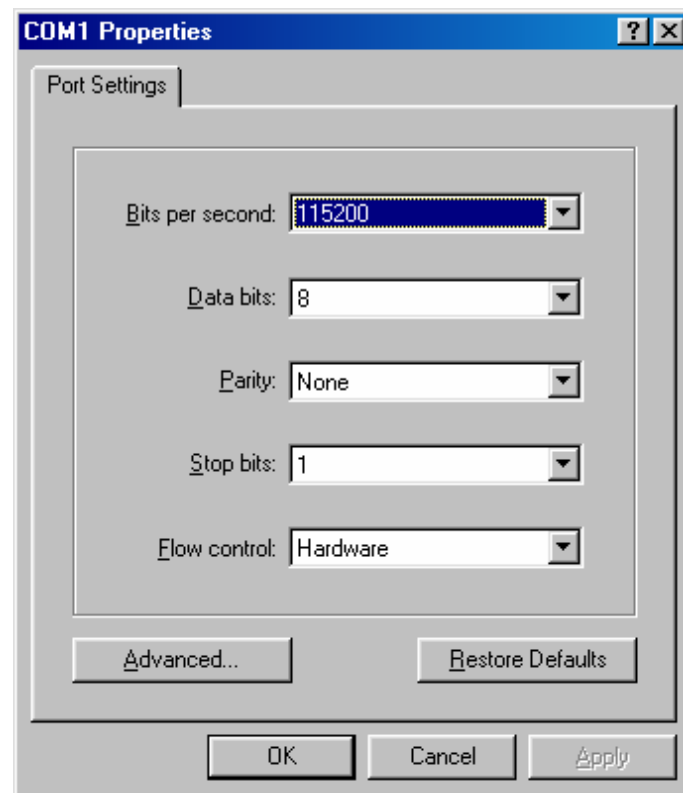 COM1 Properties
Port Settings
Bits per second: 115200
Data bits: 8
Parity: None
Stop bits: 1
Flow control: Hardware
Advanced... Restore Defaults
OK Cancel Apply